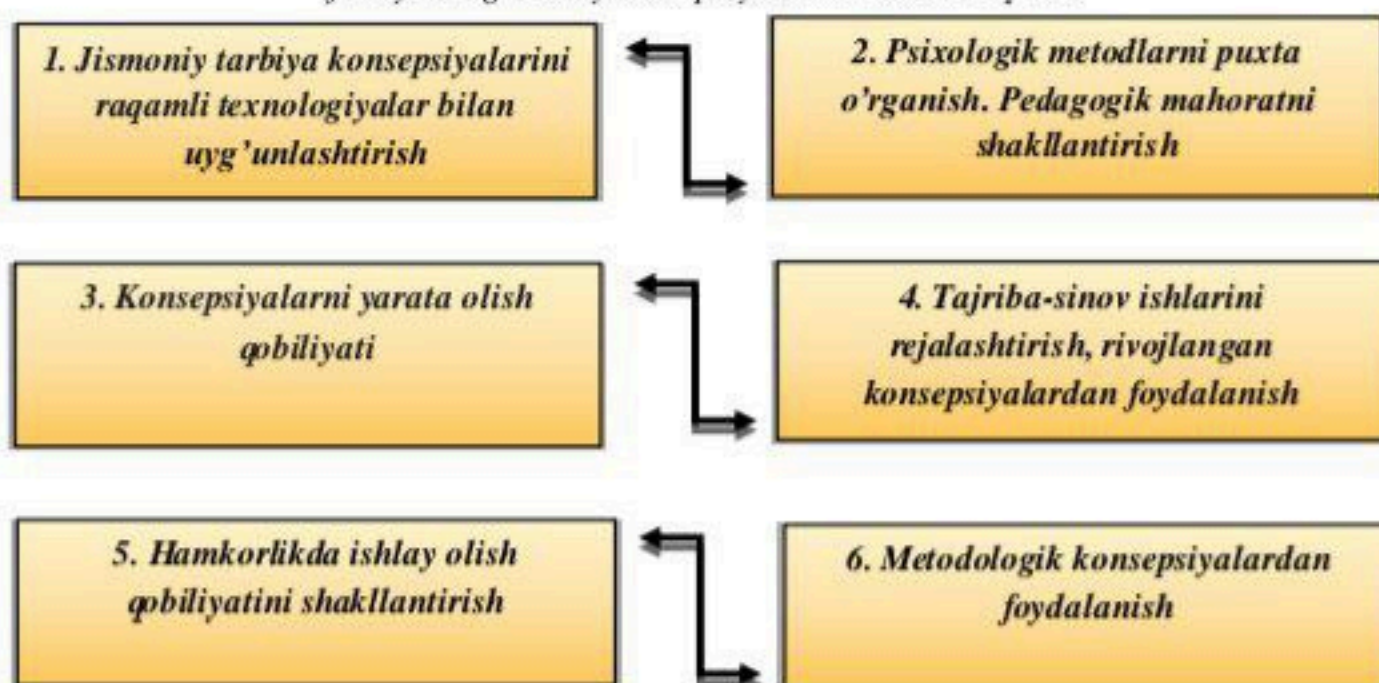 1. Jismoniy tarbiya konsepsiyalarini
raqamli texnologiyalar bilan
uyg’unlashtirish
2. Psixologik metodlarni puxta
o’rganish. Pedagogik mahoratni
shakllantirish
3. Konsepsiyalarni yarata olish
qobiliyati
4. Tajriba-sinov ishlarini
rejalashtirish, rivojlangan
konsepsiyalardan foydalanish
5. Hamkorlikda ishlay olish
qobiliyatini shakllantirish
6. Metodologik konsepsiyalardan
foydalanish